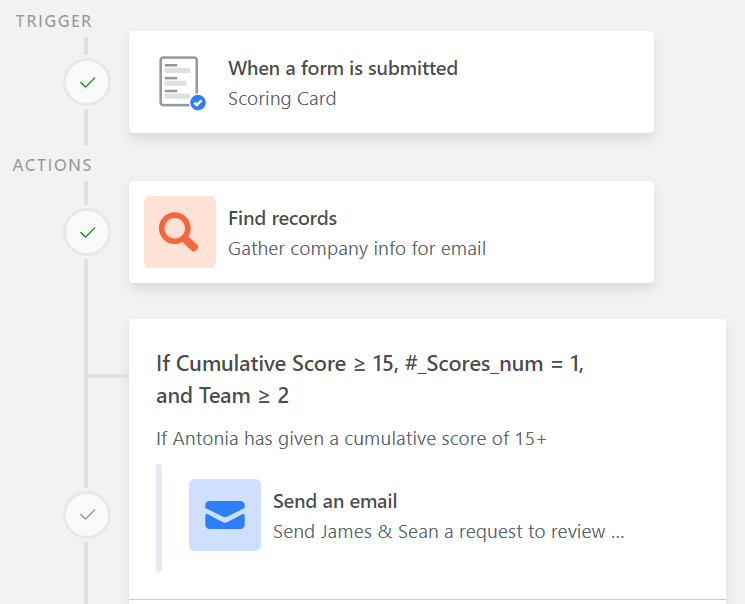 TRIGGER
When a form is submitted
Scoring Card
ACTIONS
Find records
Gather company info for email
If Cumulative Score ≥ 15, #_Scores_num = 1,
and Team ≥ 2
If Antonia has given a cumulative score of 15+
Send an email
Send James & Sean a request to review ...